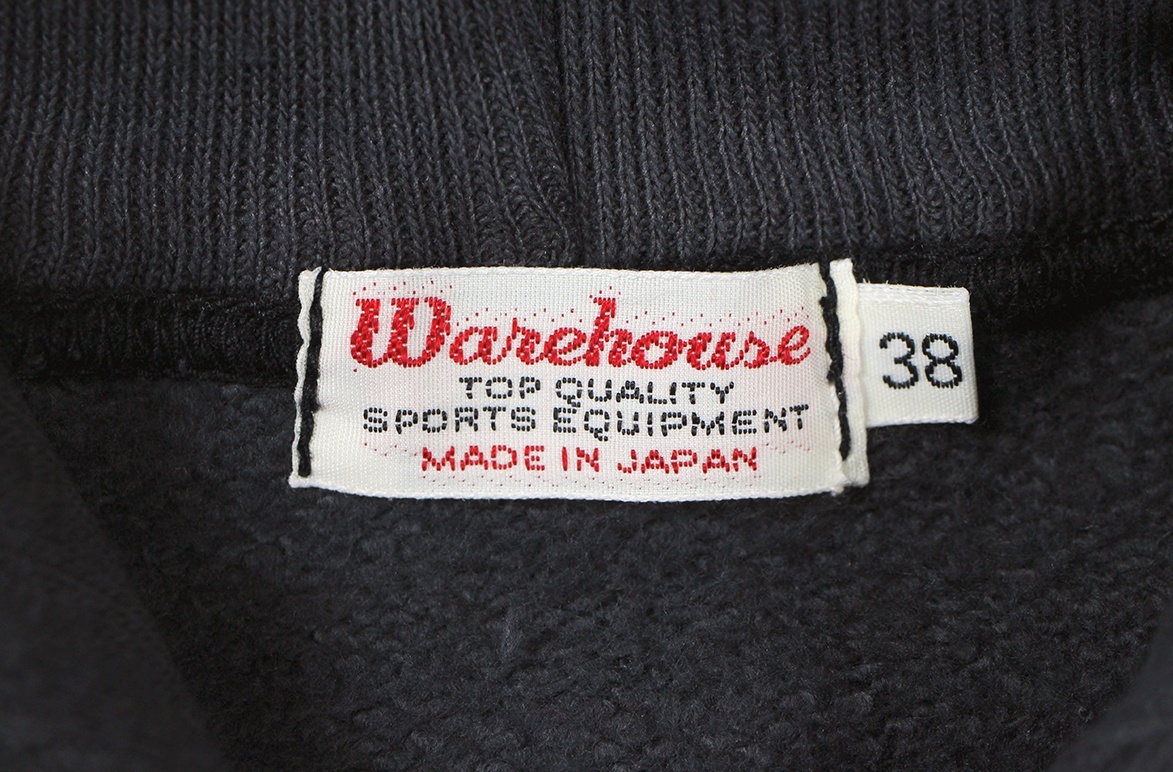 Warehouse
TOP QUALITY
SPORTS EQUIPMENT
MADE IN JAPAN
38